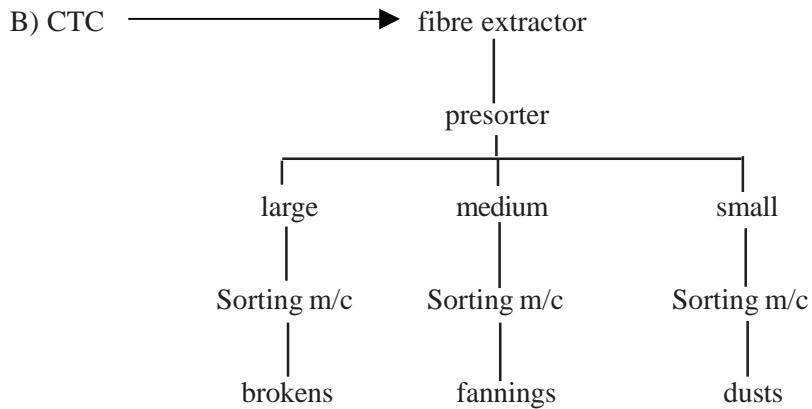 B) CTC fibre extractor
presorter
large medium small
Sorting m/c Sorting m/c Sorting m/c
brokens fannings dusts